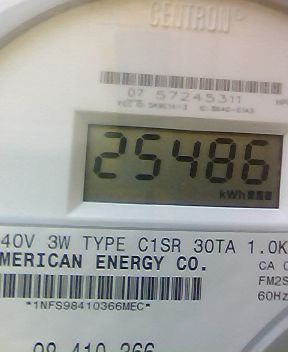 CENTRON
07 57245311
25486
kWh
40V 3W TYPE C1SR 30TA 1.0K
MERICAN ENERGY CO.
CA 0
FM2S
60Hz
*1NFS98410366MEC*
98 410 366